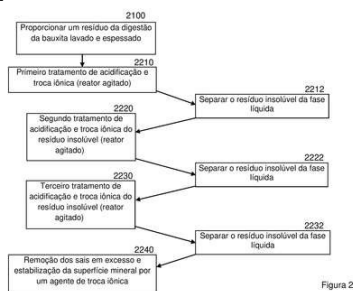 2100
Proporcionar um resíduo da digestão
da bauxita lavado e espessado
2210
Primeiro tratamento de acidificação e
troca iônica (reator agitado)
2212
Separar o resíduo insolúvel da fase
líquida
2220
Segundo tratamento de
acidificação e troca iônica do
resíduo insolúvel (reator
agitado)
2222
Separar o resíduo insolúvel da fase
líquida
2230
Terceiro tratamento de
acidificação e troca iônica do
resíduo insolúvel (reator
agitado)
2232
Separar o resíduo insolúvel da fase
líquida
2240
Remoção dos sais em excesso e
estabilização da superfície mineral por
um agente de troca iônica
Figura 2